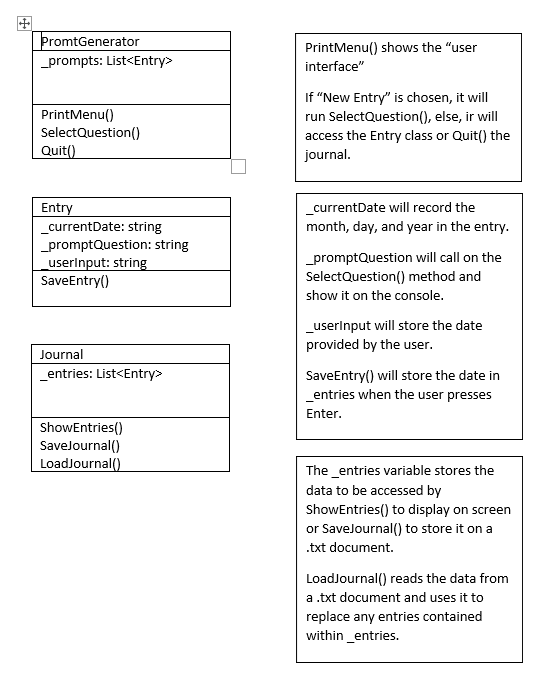 PromtGenerator
_prompts: List<Entry>
PrintMenu()
SelectQuestion()
Quit()
PrintMenu() shows the “user
interface”
If “New Entry” is chosen, it will
run SelectQuestion(), else, ir will
access the Entry class or Quit() the
journal.
Entry
_currentDate: string
_promptQuestion: string
_userInput: string
SaveEntry()
_currentDate will record the
month, day, and year in the entry.
_promptQuestion will call on the
SelectQuestion() method and
show it on the console.
_userInput will store the date
provided by the user.
SaveEntry() will store the date in
_entries when the user presses
Enter.
Journal
_entries: List<Entry>
ShowEntries()
SaveJournal()
LoadJournal()
The _entries variable stores the
data to be accessed by
ShowEntries() to display on screen
or SaveJournal() to store it on a
.txt document.
LoadJournal() reads the data from
a .txt document and uses it to
replace any entries contained
within _entries.